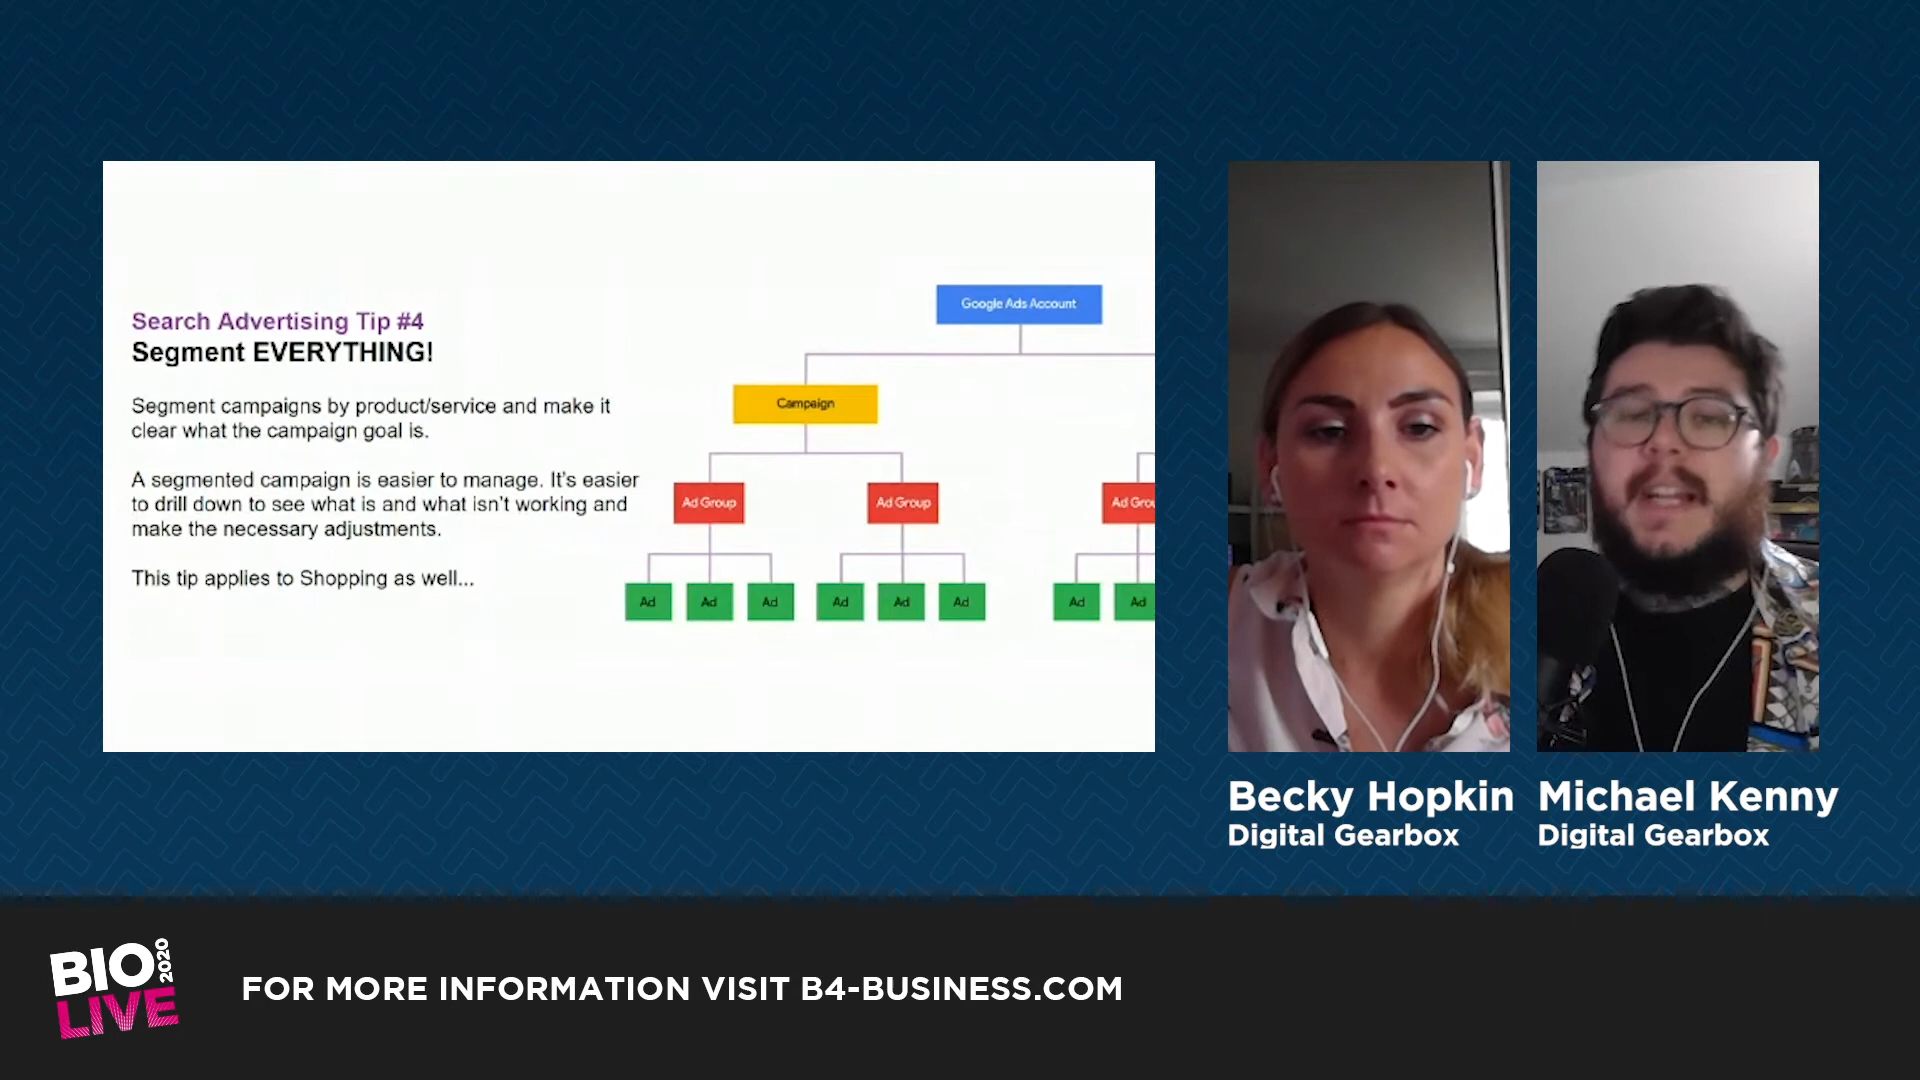 Search Advertising Tip #4
Segment EVERYTHING!
Segment campaigns by product/service and make it
clear what the campaign goal is.
A segmented campaign is easier to manage. It's easier
to drill down to see what is and what isn't working and
make the necessary adjustments.
This tip applies to Shopping as well...
Google Ads Account
Campaign
Ad Group
Ad Group
Ad Grou
Ad
Ad
Ad
Ad
Ad
Ad
Ad
Ad
Becky Hopkin
Digital Gearbox
Michael Kenny
Digital Gearbox
BIO 2020
LIVE
FOR MORE INFORMATION VISIT B4-BUSINESS.COM